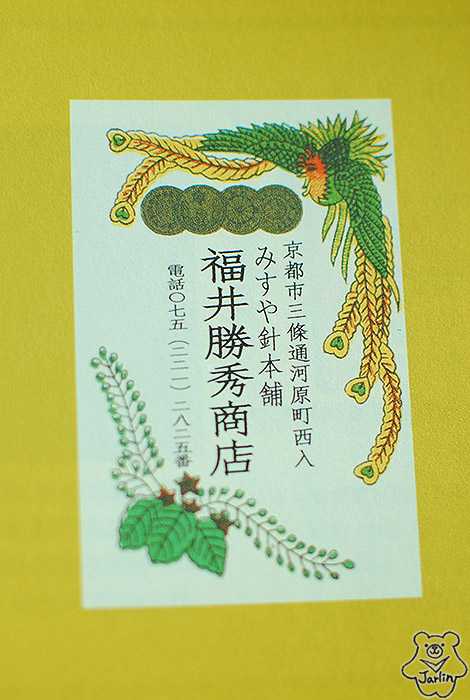 京都市三條通河原町西入
みすや針本舗
福井勝秀商店
電話〇七五(二二一)二八二五番
Jarlin